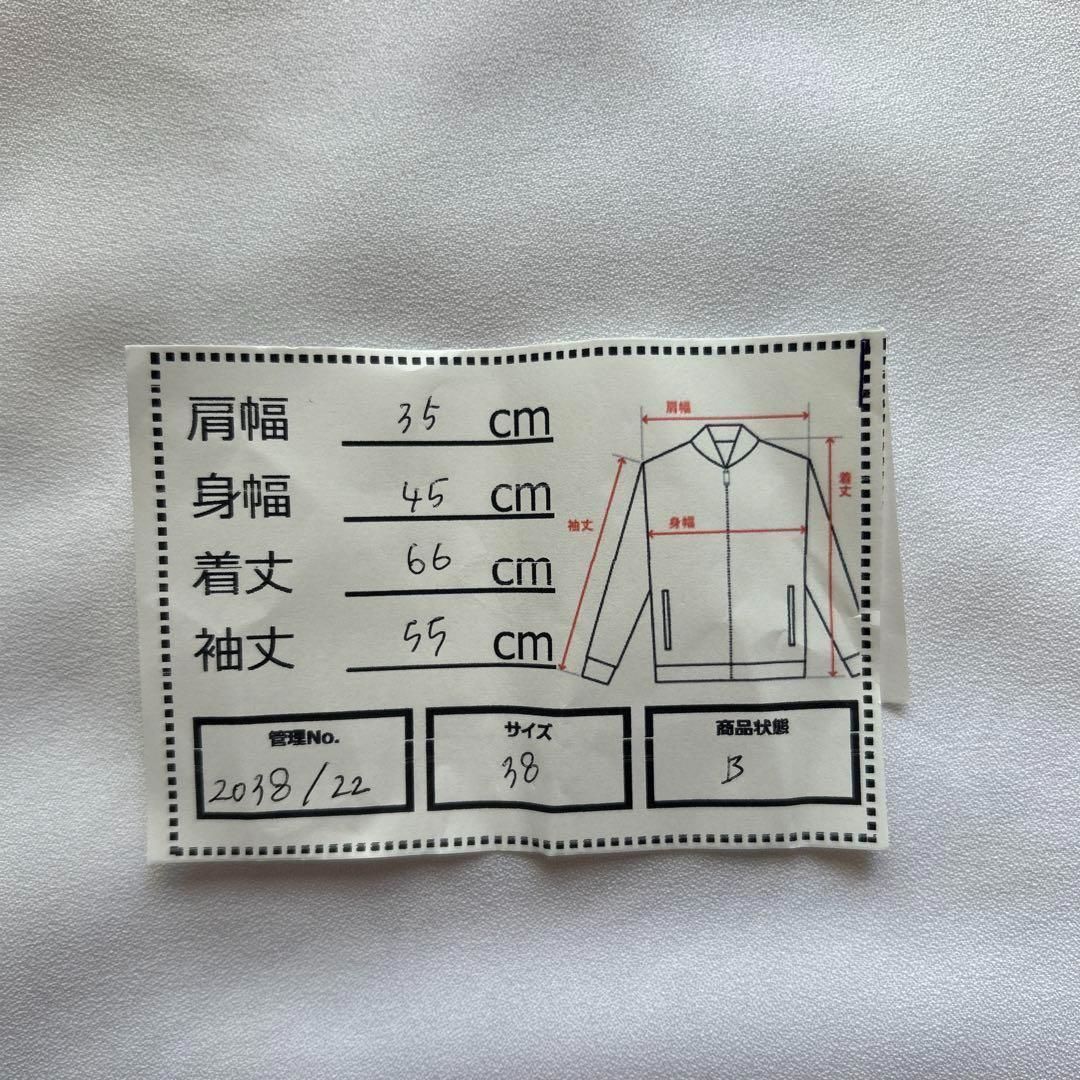 肩幅 35 cm
身幅 45 cm
着丈 66 cm
袖丈 55 cm
肩幅
着丈
袖丈
身幅
管理No.
2038/22
サイズ
38
商品状態
B